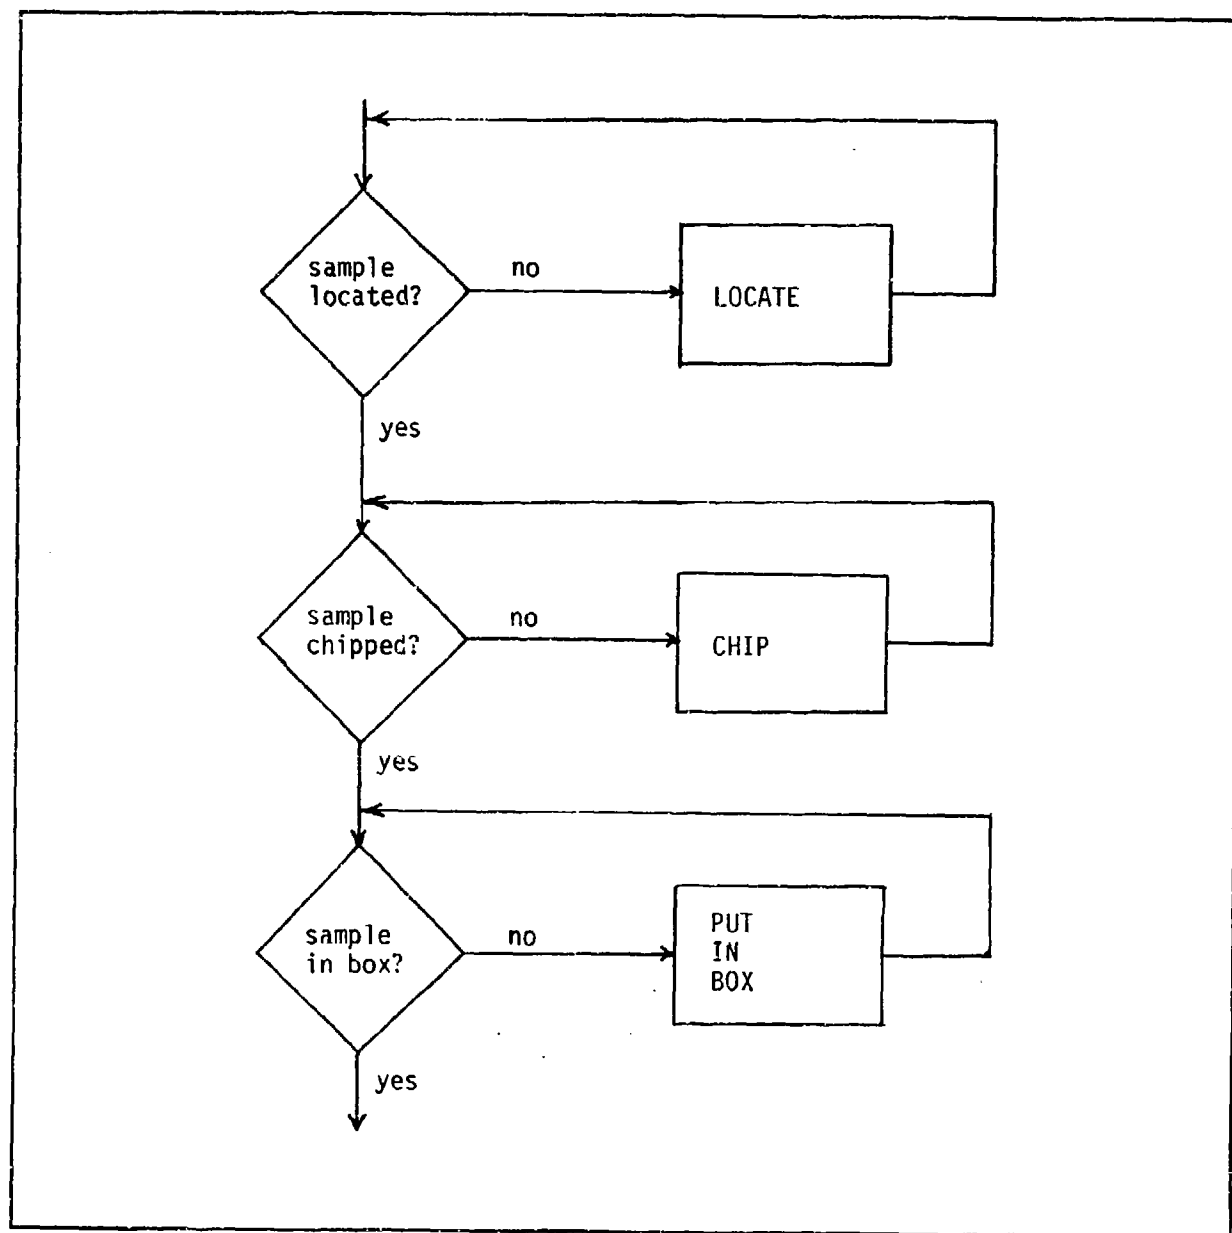 sample
located?
no
LOCATE
yes
sample
chipped?
no
CHIP
yes
sample
in box?
no
PUT
IN
BOX
yes